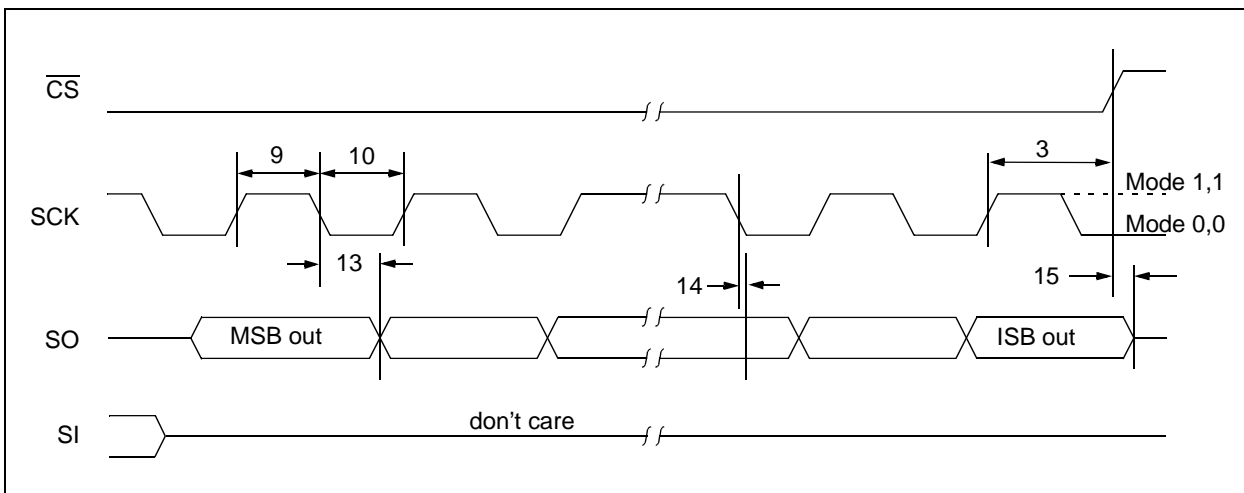 CS
9
10
3
SCK
Mode 1,1
Mode 0,0
13
14
15
SO
MSB out
ISB out
SI
don't care